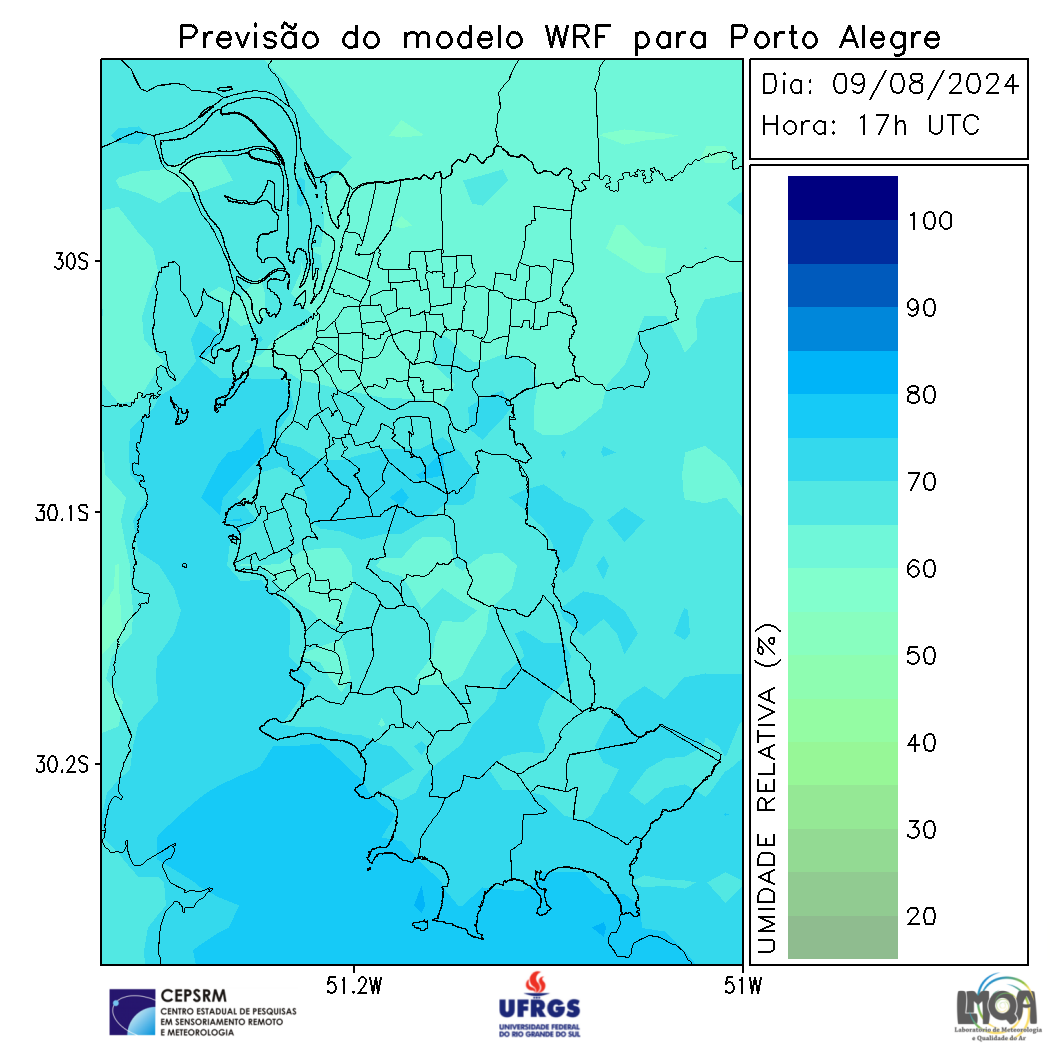 Previsão do modelo WRF para Porto Alegre
Dia: 09/08/2024
Hora: 17h UTC
30S
30.1S
30.2S
51.2W
51W
100
90
80
70
60
50
40
30
20
UMIDADE RELATIVA (%)
CEPSRM
CENTRO ESTADUAL DE PESQUISAS
EM SENSORIAMENTO REMOTO
E METEOROLOGIA
UFRGS
UNIVERSIDADE FEDERAL
DO RIO GRANDE DO SUL
LMQA
Laboratório de Meteorologia
e Qualidade do Ar